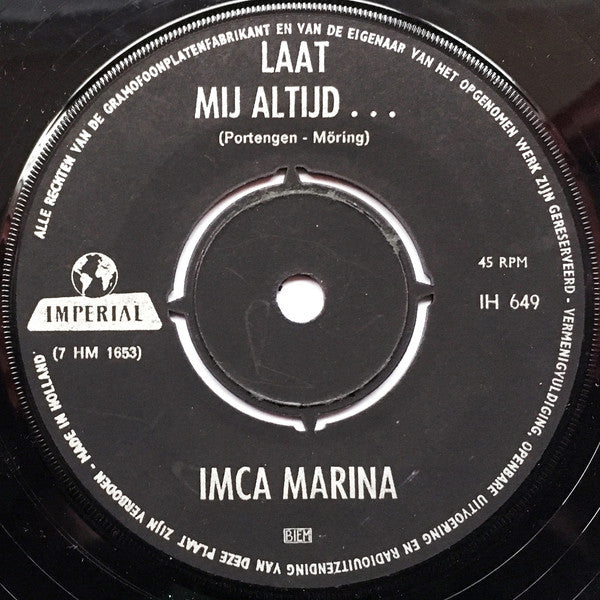 ALLE RECHTEN VAN DE GRAMOFOONPLATENFABRIKANT EN VAN DE EIGENAAR VAN HET OPGENOMEN WERK ZIJN GERESERVEERD - VERMENIGVULDIGING, OPENBARE UITVOERING EN RADIOUITZENDING VAN DEZE PLAAT ZIJN VERBODEN - MADE IN HOLLAND.
LAAT
MIJ ALTIJD . . .
(Portengen - Möring)
IMPERIAL
(7 HM 1653)
45 RPM
IH 649
IMCA MARINA
BIEM